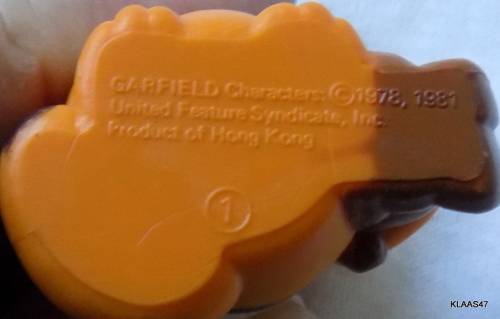 GARFIELD Characters: ©1978, 1981
United Feature Syndicate, Inc.
Product of Hong Kong
1
KLAAS47